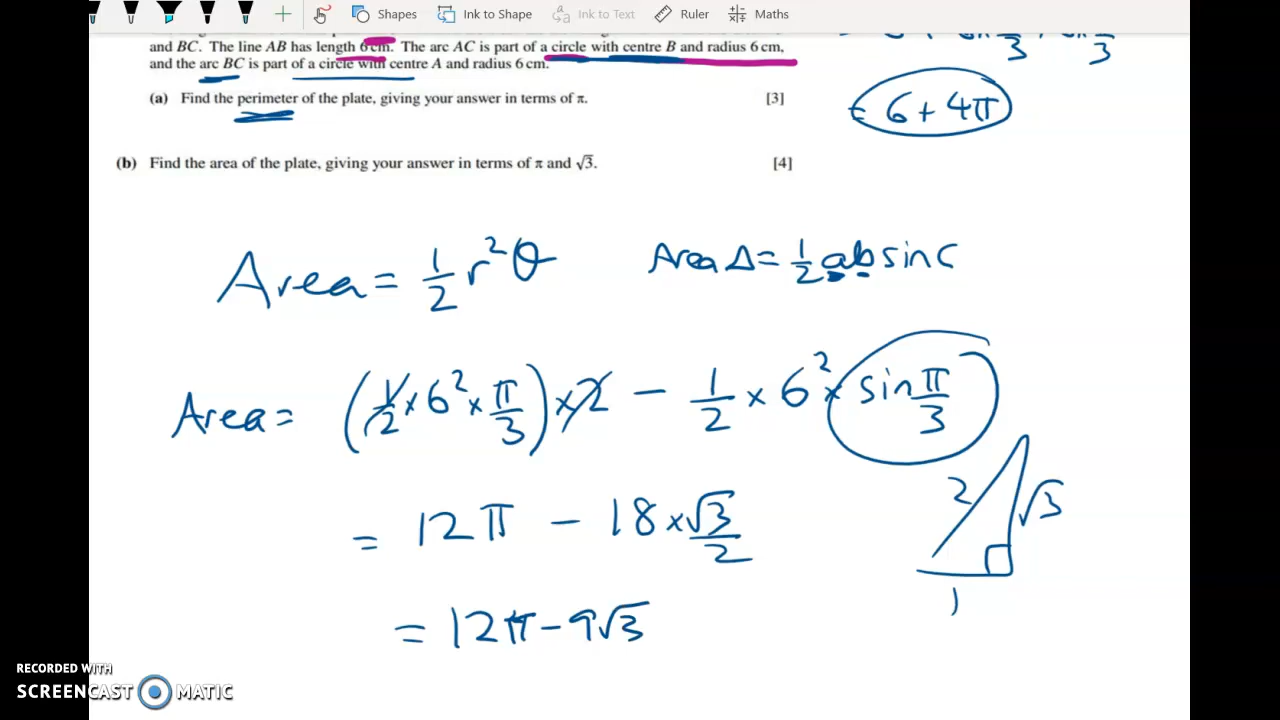 Shapes Ink to Shape Ink to Text Ruler Maths
and BC. The line AB has length 6 cm. The arc AC is part of a circle with centre B and radius 6 cm,
and the arc BC is part of a circle with centre A and radius 6 cm.
(a) Find the perimeter of the plate, giving your answer in terms of π. [3]
= 6 + 4π
(b) Find the area of the plate, giving your answer in terms of π and √3. [4]
Area = 1/2 r²θ Area Δ = 1/2 ab sin C
Area = (1/2 × 6² × π/3) × 2 − 1/2 × 6² × sin π/3
= 12π − 18 × √3/2
2 √3
1
= 12π − 9√3
RECORDED WITH
SCREENCAST MATIC